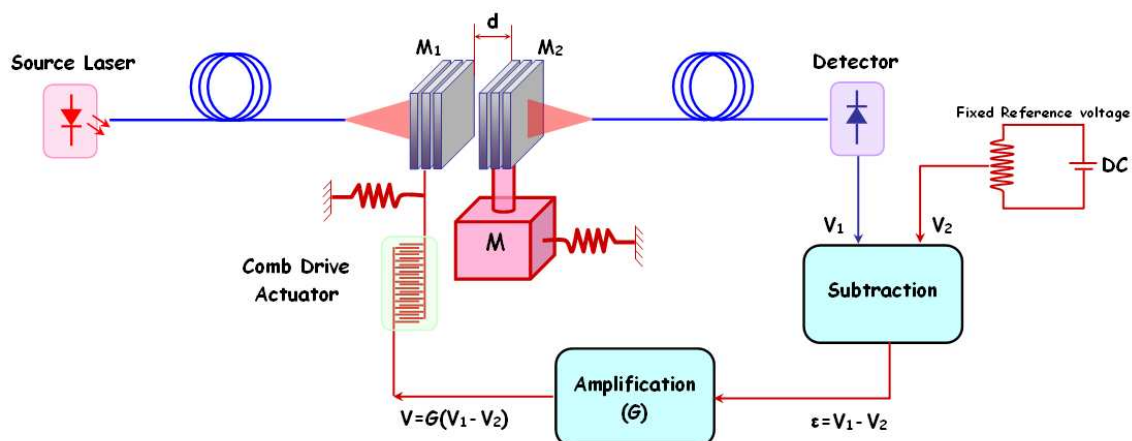 d
M₁
M₂
Source Laser
Detector
Fixed Reference voltage
DC
V₁
V₂
M
Comb Drive
Actuator
Subtraction
Amplification
(G)
V=G(V₁- V₂)
ε=V₁- V₂